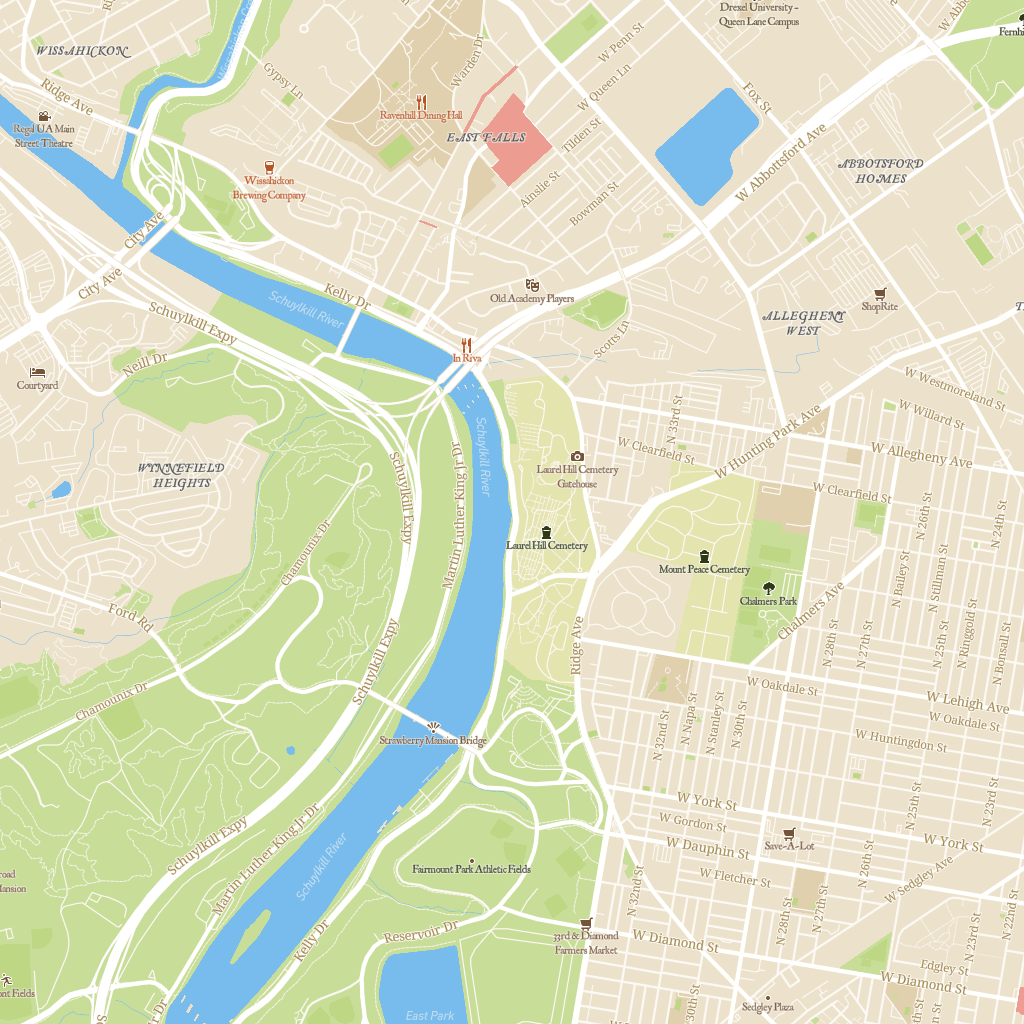 Drexel University -
Queen Lane Campus
WISSAHICKON
Ridge Ave
Regal UA Main
Street Theatre
Gypsy Ln
Warden Dr
W Penn St
W Queen Ln
Ravenhill Dining Hall
EAST FALLS
Tilden St
Fox St
W Abbottsford Ave
ABBOTSFORD
HOMES
Wissahickon
Brewing Company
Ainslie St
Bowman St
City Ave
City Ave
Kelly Dr
Schuylkill River
Schuylkill Expy
Old Academy Players
ShopRite
ALLEGHENY
WEST
Scotts Ln
In Riva
Neill Dr
Courtyard
W Westmoreland St
W Willard St
N 33rd St
W Hunting Park Ave
W Allegheny Ave
W Clearfield St
W Clearfield St
Schuylkill River
Schuylkill Expy
Martin Luther King Jr Dr
WYNNEFIELD
HEIGHTS
Laurel Hill Cemetery
Gatehouse
Laurel Hill Cemetery
Mount Peace Cemetery
Chalmers Park
Chalmers Ave
N 26th St
N 24th St
N Bailey St
N Stillman St
Chamounix Dr
Ford Rd
Ridge Ave
N 28th St
N 27th St
N 25th St
N Ringgold St
N Bonsall St
Schuylkill Expy
Chamounix Dr
W Oakdale St
W Lehigh Ave
W Oakdale St
N 32nd St
N Napa St
N Stanley St
N 30th St
W Huntingdon St
Strawberry Mansion Bridge
W York St
W Gordon St
W Dauphin St
W Fletcher St
Save-A-Lot
W York St
N 25th St
N 23rd St
N 26th St
W Sedgley Ave
Schuylkill Expy
Martin Luther King Jr Dr
Schuylkill River
Fairmount Park Athletic Fields
N 32nd St
N 28th St
N 27th St
N 22nd St
N 23rd St
Kelly Dr
Reservoir Dr
33rd & Diamond
Farmers Market
W Diamond St
W Diamond St
Edgley St
Sedgley Plaza
N 30th St
East Park